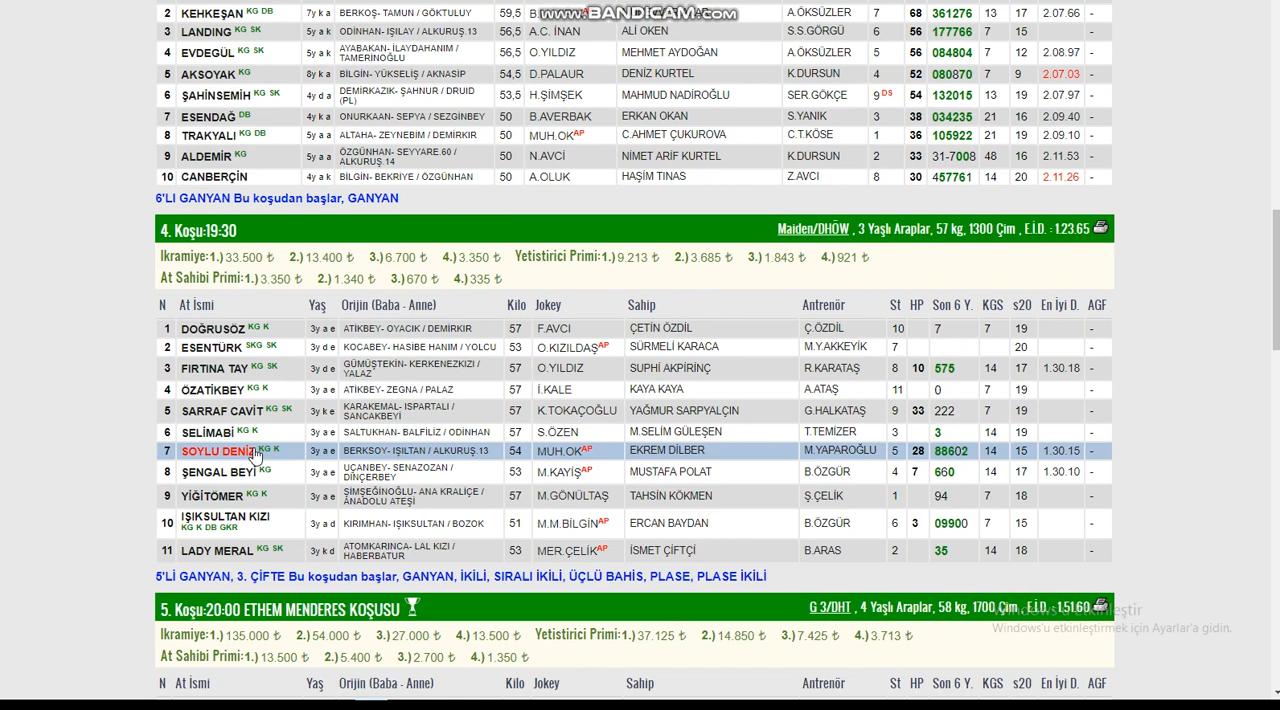 www.BANDICAM.com
2 KEHKEŞAN KG DB 7y k a BERKOŞ- TAMUN / GÖKTULUY 59,5 A.ÖKSÜZLER 7 68 361276 13 17 2.07.66 -
3 LANDING KG SK 5y a k ODİNHAN- IŞILAY / ALKURUŞ.13 56,5 A.C. İNAN ALİ OKEN S.S.GÖRGÜ 6 56 177766 7 15 -
4 EVDEGÜL KG SK 5y a k AYABAKAN- İLAYDAHANIM / TAMERİNOĞLU 56,5 O.YILDIZ MEHMET AYDOĞAN A.ÖKSÜZLER 5 56 084804 7 12 2.08.97 -
5 AKSOYAK KG 8y k a BİLGİN- YÜKSELİŞ / AKNASIP 54,5 D.PALAUR DENİZ KURTEL K.DURSUN 4 52 080870 7 9 2.07.03 -
6 ŞAHİNSEMİH KG SK 4y d a DEMİRKAZIK- ŞAHNUR / DRUID (PL) 53,5 H.ŞİMŞEK MAHMUD NADİROĞLU SER.GÖKÇE 9 DS 54 132015 13 19 2.07.97 -
7 ESENDAĞ DB 4y k a ONURKAAN- SEPYA / SEZGİNBEY 50 B.AVERBAK ERKAN OKAN S.YANIK 3 38 034235 21 16 2.09.40 -
8 TRAKYALI KG DB 5y a a ALTAHA- ZEYNEBİM / DEMİRKIR 50 MUH.OK AP C.AHMET ÇUKUROVA C.T.KÖSE 1 36 105922 21 19 2.09.10 -
9 ALDEMİR KG 5y a a ÖZGÜNHAN- SEYYARE.60 / ALKURUŞ.14 50 N.AVCİ NİMET ARİF KURTEL K.DURSUN 2 33 31-7008 48 16 2.11.53 -
10 CANBERÇİN 4y a k BİLGİN- BEKRİYE / ÖZGÜNHAN 50 A.OLUK HAŞİM TINAS Z.AVCI 8 30 457761 14 20 2.11.26 -
6'LI GANYAN Bu koşudan başlar, GANYAN
4. Koşu:19:30 Maiden/DHÖW , 3 Yaşlı Araplar, 57 kg, 1300 Çim , E.İ.D. : 1.23.65
Ikramiye:1.)33.500 ₺ 2.)13.400 ₺ 3.)6.700 ₺ 4.)3.350 ₺ Yetistirici Primi:1.)9.213 ₺ 2.)3.685 ₺ 3.)1.843 ₺ 4.)921 ₺
At Sahibi Primi:1.)3.350 ₺ 2.)1.340 ₺ 3.)670 ₺ 4.)335 ₺
N At İsmi Yaş Orijin (Baba - Anne) Kilo Jokey Sahip Antrenör St HP Son 6 Y. KGS s20 En İyi D. AGF
1 DOĞRUSÖZ KG K 3y a e ATİKBEY- OYACIK / DEMİRKIR 57 F.AVCI ÇETİN ÖZDİL Ç.ÖZDİL 10 7 7 19 -
2 ESENTÜRK SKG SK 3y d e KOCABEY- HASİBE HANIM / YOLCU 53 O.KIZILDAŞ AP SÜRMELİ KARACA M.Y.AKKEYİK 7 20 -
3 FIRTINA TAY KG SK 3y d e GÜMÜŞTEKİN- KERKENEZKIZI / YALAZ 57 O.YILDIZ SUPHİ AKPİRİNÇ R.KARATAŞ 8 10 575 14 17 1.30.18 -
4 ÖZATİKBEY KG K 3y a e ATİKBEY- ZEGNA / PALAZ 57 İ.KALE KAYA KAYA A.ATAŞ 11 0 7 19 -
5 SARRAF CAVİT KG SK 3y k e KARAKEMAL- ISPARTALI / SANCAKBEYİ 57 K.TOKAÇOĞLU YAĞMUR SARPYALÇIN G.HALKATAŞ 9 33 222 7 19 -
6 SELİMABİ KG K 3y a e SALTUKHAN- BALFİLİZ / ODİNHAN 57 S.ÖZEN M.SELİM GÜLEŞEN T.TEMİZER 3 3 14 19 -
7 SOYLU DENİZ KG K 3y a e BERKSOY- IŞILTAN / ALKURUŞ.13 54 MUH.OK AP EKREM DİLBER M.YAPAROĞLU 5 28 88602 14 15 1.30.15 -
8 ŞENGAL BEYİ KG 3y a e UÇANBEY- SENAZOZAN / DİNÇERBEY 53 M.KAYİŞ AP MUSTAFA POLAT B.ÖZGÜR 4 7 660 14 17 1.30.10 -
9 YİĞİTÖMER KG K 3y a e ŞİMŞEĞİNOĞLU- ANA KRALİÇE / ANADOLU ATEŞİ 57 M.GÖNÜLTAŞ TAHSİN KÖKMEN Ş.ÇELİK 1 94 7 18 -
10 IŞIKSULTAN KIZI KG K DB GKR 3y a d KIRIMHAN- IŞIKSULTAN / BOZOK 51 M.M.BİLGİN AP ERCAN BAYDAN B.ÖZGÜR 6 3 09900 7 15 -
11 LADY MERAL KG SK 3y k d ATOMKARINCA- LAL KIZI / HABERBATUR 53 MER.ÇELİK AP İSMET ÇİFTÇİ B.ARAS 2 35 14 18 -
5'Lİ GANYAN, 3. ÇİFTE Bu koşudan başlar, GANYAN, İKİLİ, SIRALI İKİLİ, ÜÇLÜ BAHİS, PLASE, PLASE İKİLİ
5. Koşu:20:00 ETHEM MENDERES KOŞUSU G 3/DHT , 4 Yaşlı Araplar, 58 kg, 1700 Çim , E.İ.D. : 1.51.60
Windows'u etkinleştir
Windows'u etkinleştirmek için Ayarlar'a gidin.
Ikramiye:1.)135.000 ₺ 2.)54.000 ₺ 3.)27.000 ₺ 4.)13.500 ₺ Yetistirici Primi:1.)37.125 ₺ 2.)14.850 ₺ 3.)7.425 ₺ 4.)3.713 ₺
At Sahibi Primi:1.)13.500 ₺ 2.)5.400 ₺ 3.)2.700 ₺ 4.)1.350 ₺
N At İsmi Yaş Orijin (Baba - Anne) Kilo Jokey Sahip Antrenör St HP Son 6 Y. KGS s20 En İyi D. AGF